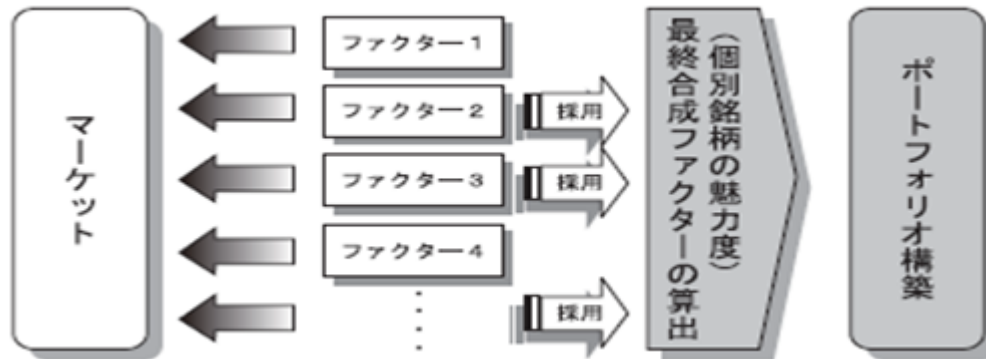 マーケット
ファクター1
ファクター2
採用
ファクター3
採用
ファクター4
採用
(個別銘柄の魅力度)
最終合成ファクターの算出
ポートフォリオ構築